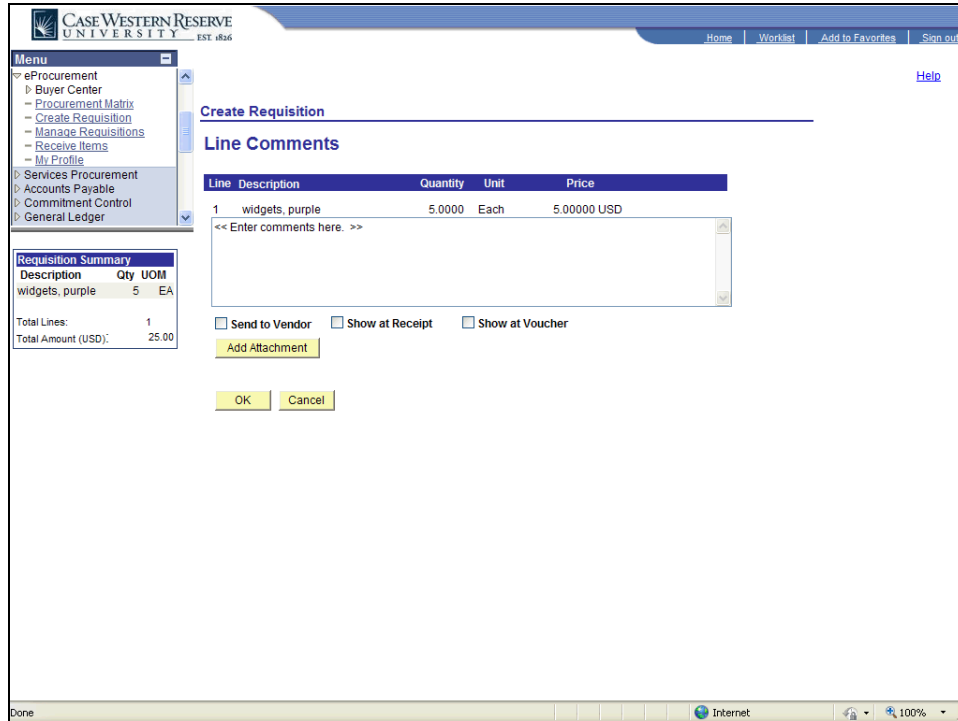 CASE WESTERN RESERVE
UNIVERSITY EST. 1826
Home Worklist Add to Favorites Sign out
Menu
eProcurement
Buyer Center
Procurement Matrix
Create Requisition
Manage Requisitions
Receive Items
My Profile
Services Procurement
Accounts Payable
Commitment Control
General Ledger
Requisition Summary
Description Qty UOM
widgets, purple 5 EA
Total Lines: 1
Total Amount (USD): 25.00
Help
Create Requisition
Line Comments
Line Description Quantity Unit Price
1 widgets, purple 5.0000 Each 5.00000 USD
<< Enter comments here. >>
Send to Vendor Show at Receipt Show at Voucher
Add Attachment
OK Cancel
Done Internet 100%